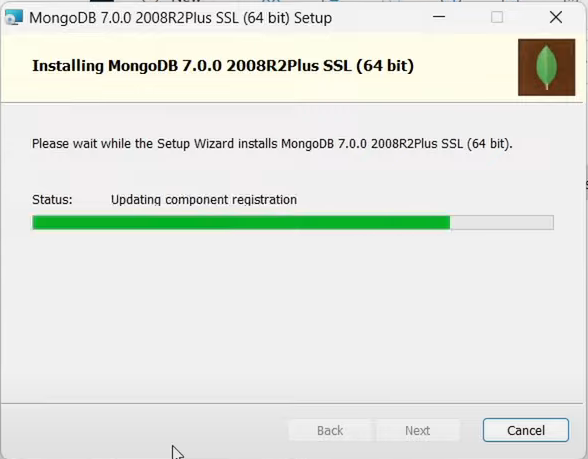 MongoDB 7.0.0 2008R2Plus SSL (64 bit) Setup
Installing MongoDB 7.0.0 2008R2Plus SSL (64 bit)
Please wait while the Setup Wizard installs MongoDB 7.0.0 2008R2Plus SSL (64 bit).
Status: Updating component registration
Back Next Cancel